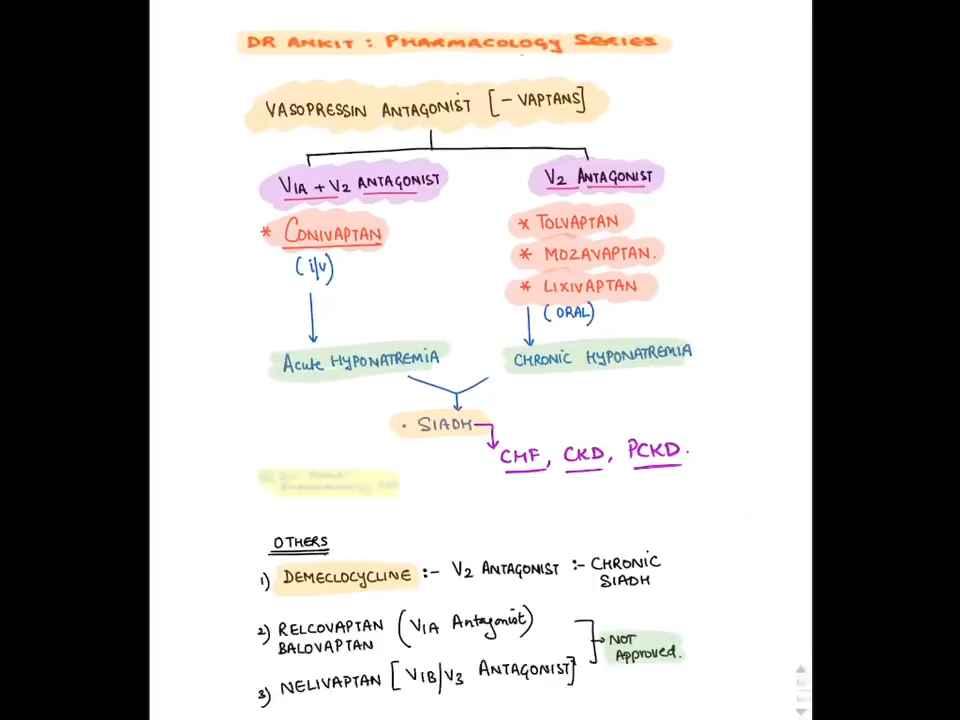 DR ANKIT : PHARMACOLOGY SERIES
VASOPRESSIN ANTAGONIST [-VAPTANS]
V1A + V2 ANTAGONIST
V2 ANTAGONIST
* CONIVAPTAN
(i/v)
* TOLVAPTAN
* MOZAVAPTAN.
* LIXIVAPTAN
(ORAL)
Acute HYPONATREMIA
CHRONIC HYPONATREMIA
· SIADH
CHF, CKD, PCKD.
OTHERS
1) DEMECLOCYCLINE :- V2 ANTAGONIST :- CHRONIC
SIADH
2) RELCOVAPTAN (V1A Antagonist)
BALOVAPTAN
NOT
Approved.
3) NELIVAPTAN [V1B/V3 ANTAGONIST]